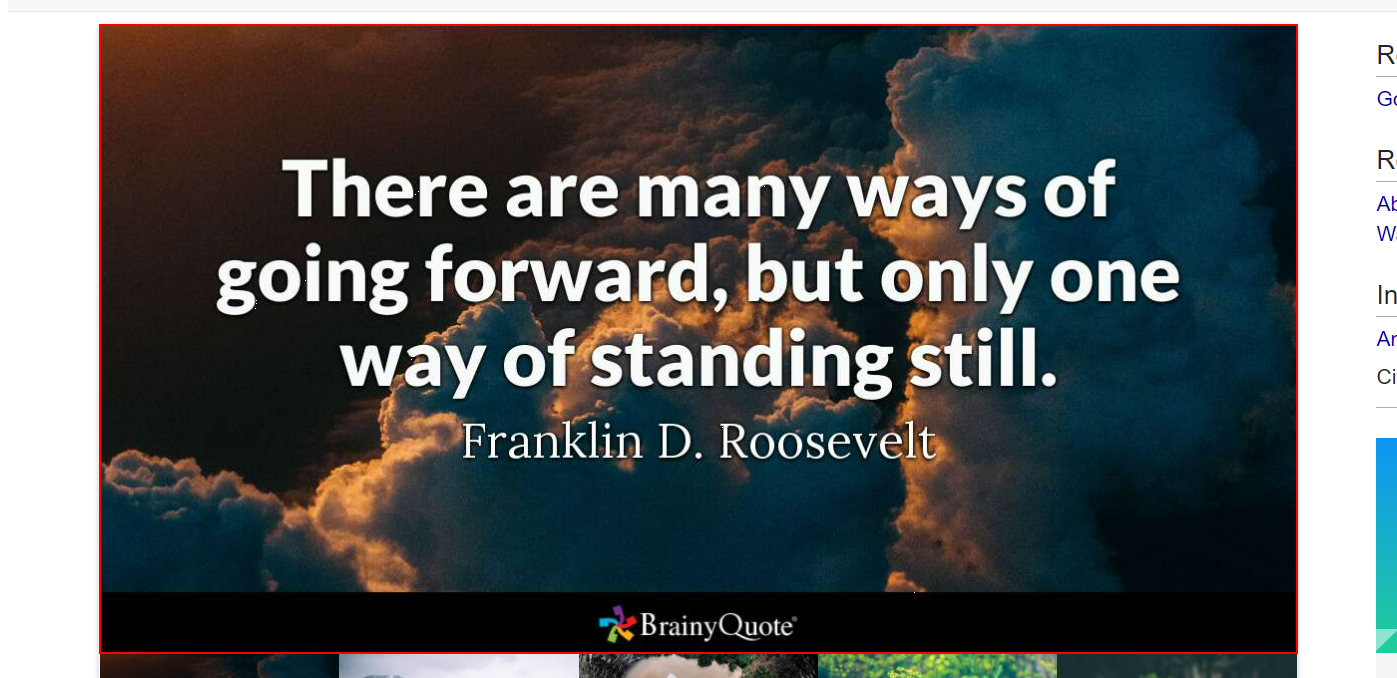 There are many ways of
going forward, but only one
way of standing still.
Franklin D. Roosevelt
BrainyQuote®